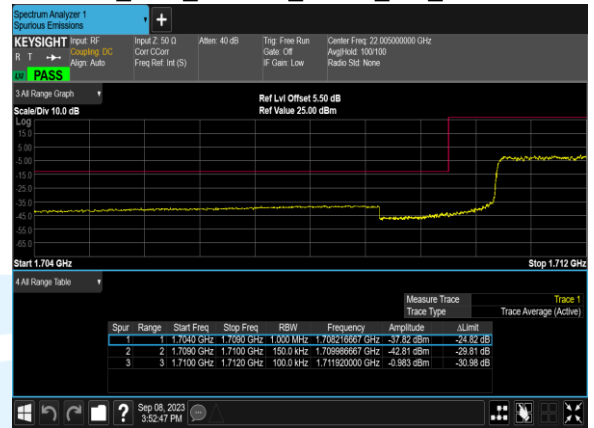 Spectrum Analyzer 1
Spurious Emissions
KEYSIGHT Input: RF Input Z: 50 Ω Atten: 40 dB Trig: Free Run Center Freq: 22.005000000 GHz
R T Coupling: DC Corr CCorr Gate: Off Avg|Hold: 100/100
Align: Auto Freq Ref: Int (S) IF Gain: Low Radio Std: None
PASS
3 All Range Graph
Ref Lvl Offset 5.50 dB
Scale/Div 10.0 dB Ref Value 25.00 dBm
Log
15.0
5.00
-5.00
-15.0
-25.0
-35.0
-45.0
-55.0
-65.0
Start 1.704 GHz Stop 1.712 GHz
4 All Range Table
Measure Trace Trace 1
Trace Type Trace Average (Active)
Spur Range Start Freq Stop Freq RBW Frequency Amplitude ΔLimit
1 1 1.7040 GHz 1.7090 GHz 1.000 MHz 1.708216667 GHz -37.82 dBm -24.82 dB
2 2 1.7090 GHz 1.7100 GHz 150.0 kHz 1.709986667 GHz -42.81 dBm -29.81 dB
3 3 1.7100 GHz 1.7120 GHz 100.0 kHz 1.711920000 GHz -0.983 dBm -30.98 dB
? Sep 08, 2023
3:52:47 PM